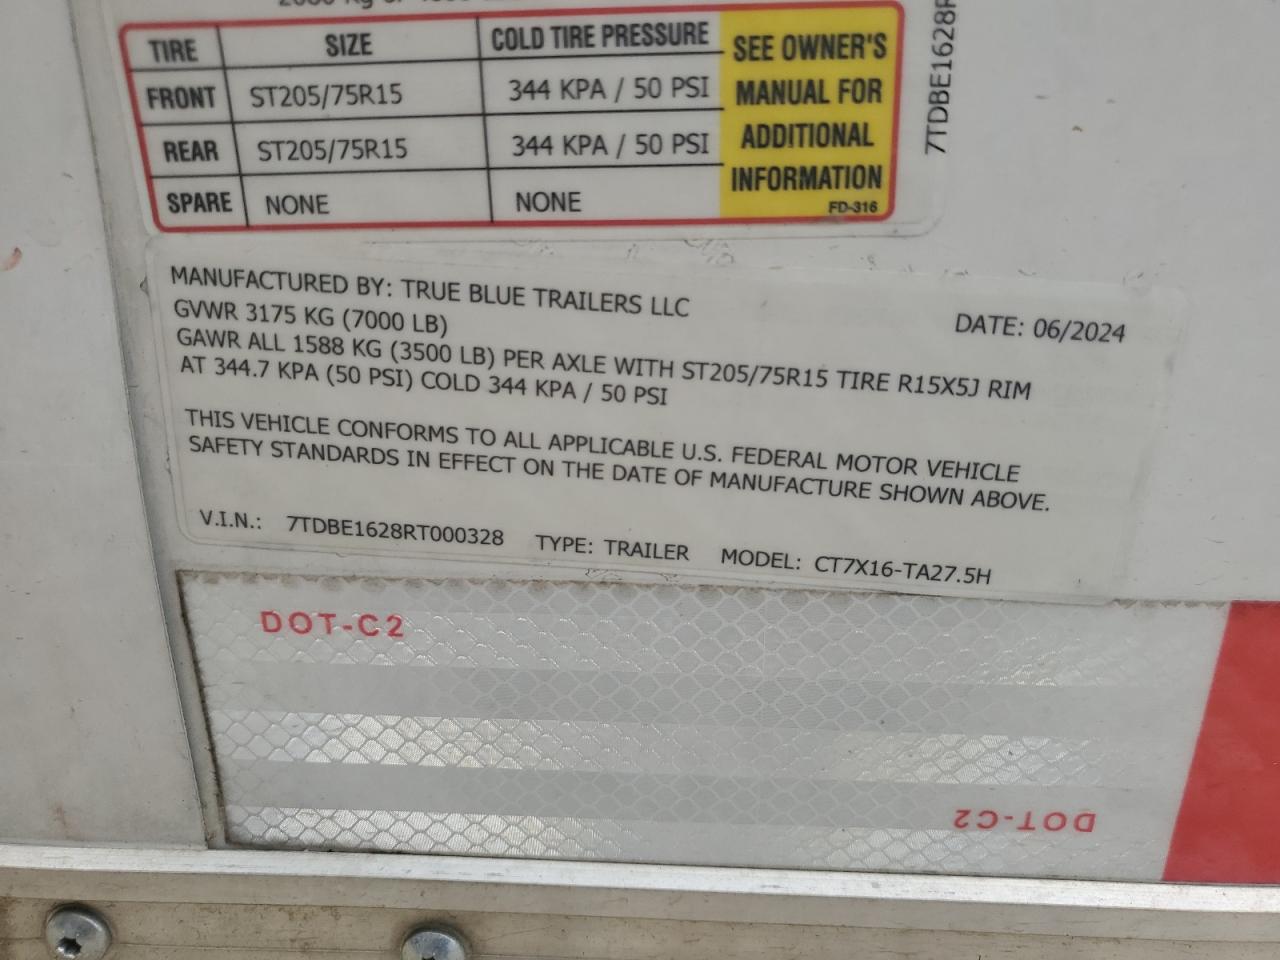 TIRE SIZE COLD TIRE PRESSURE
FRONT ST205/75R15 344 KPA / 50 PSI
REAR ST205/75R15 344 KPA / 50 PSI
SPARE NONE NONE
SEE OWNER'S
MANUAL FOR
ADDITIONAL
INFORMATION
FD-316
7TDBE1628R
MANUFACTURED BY: TRUE BLUE TRAILERS LLC DATE: 06/2024
GVWR 3175 KG (7000 LB)
GAWR ALL 1588 KG (3500 LB) PER AXLE WITH ST205/75R15 TIRE R15X5J RIM
AT 344.7 KPA (50 PSI) COLD 344 KPA / 50 PSI
THIS VEHICLE CONFORMS TO ALL APPLICABLE U.S. FEDERAL MOTOR VEHICLE
SAFETY STANDARDS IN EFFECT ON THE DATE OF MANUFACTURE SHOWN ABOVE.
V.I.N.: 7TDBE1628RT000328 TYPE: TRAILER MODEL: CT7X16-TA27.5H
DOT-C2
DOT-C2